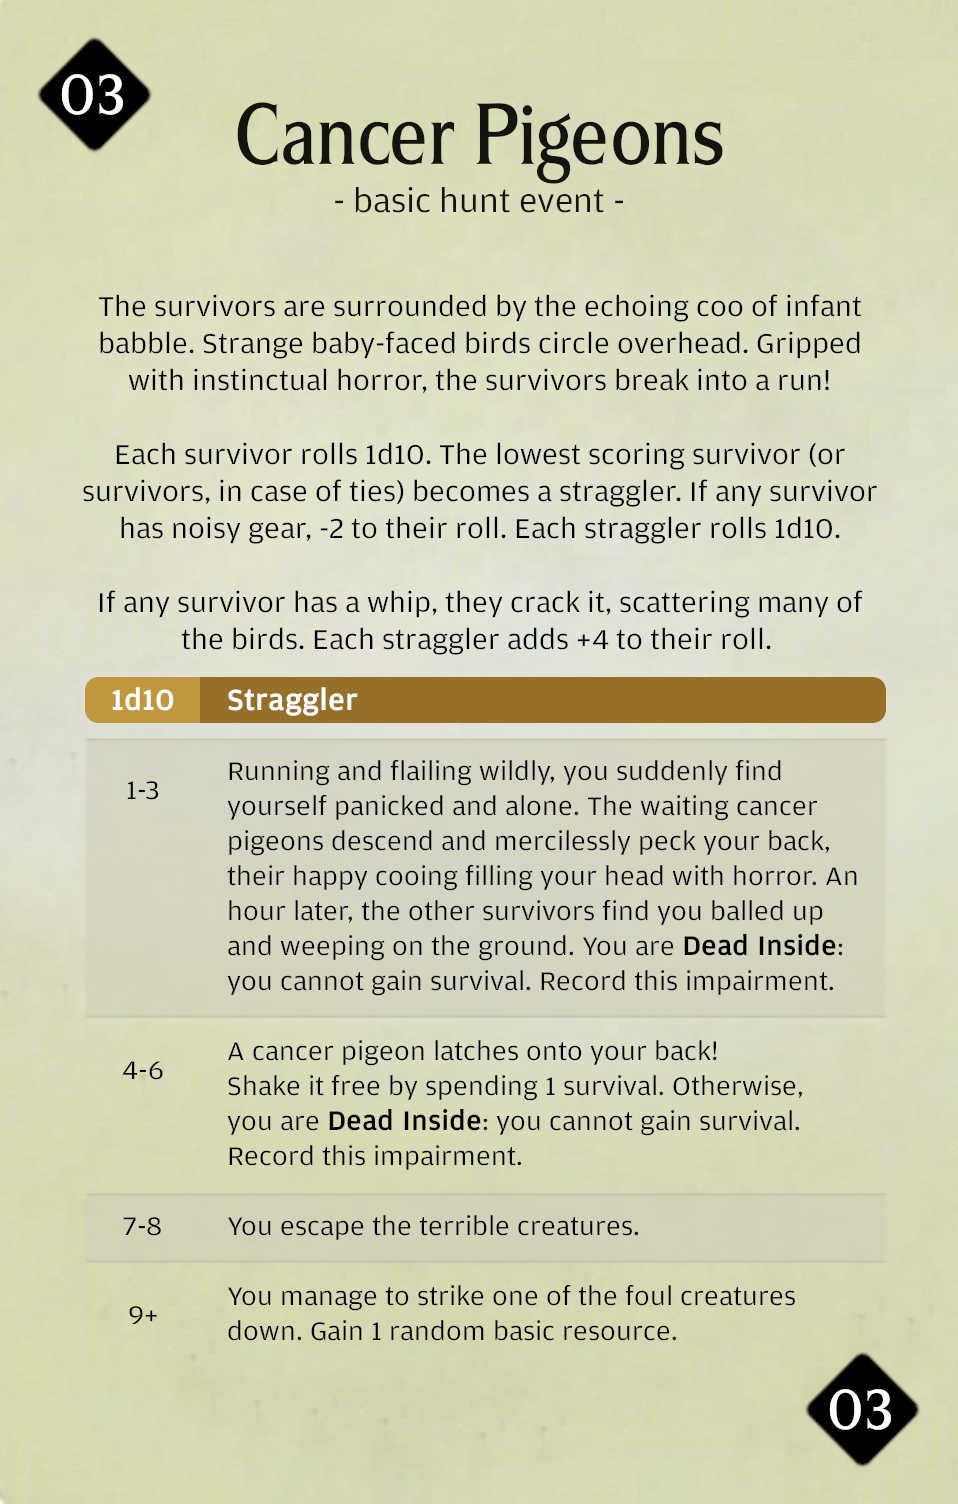 03
Cancer Pigeons
- basic hunt event -
The survivors are surrounded by the echoing coo of infant
babble. Strange baby-faced birds circle overhead. Gripped
with instinctual horror, the survivors break into a run!
Each survivor rolls 1d10. The lowest scoring survivor (or
survivors, in case of ties) becomes a straggler. If any survivor
has noisy gear, -2 to their roll. Each straggler rolls 1d10.
If any survivor has a whip, they crack it, scattering many of
the birds. Each straggler adds +4 to their roll.
1d10 Straggler
1-3 Running and flailing wildly, you suddenly find
yourself panicked and alone. The waiting cancer
pigeons descend and mercilessly peck your back,
their happy cooing filling your head with horror. An
hour later, the other survivors find you balled up
and weeping on the ground. You are Dead Inside:
you cannot gain survival. Record this impairment.
4-6 A cancer pigeon latches onto your back!
Shake it free by spending 1 survival. Otherwise,
you are Dead Inside: you cannot gain survival.
Record this impairment.
7-8 You escape the terrible creatures.
9+ You manage to strike one of the foul creatures
down. Gain 1 random basic resource.
03